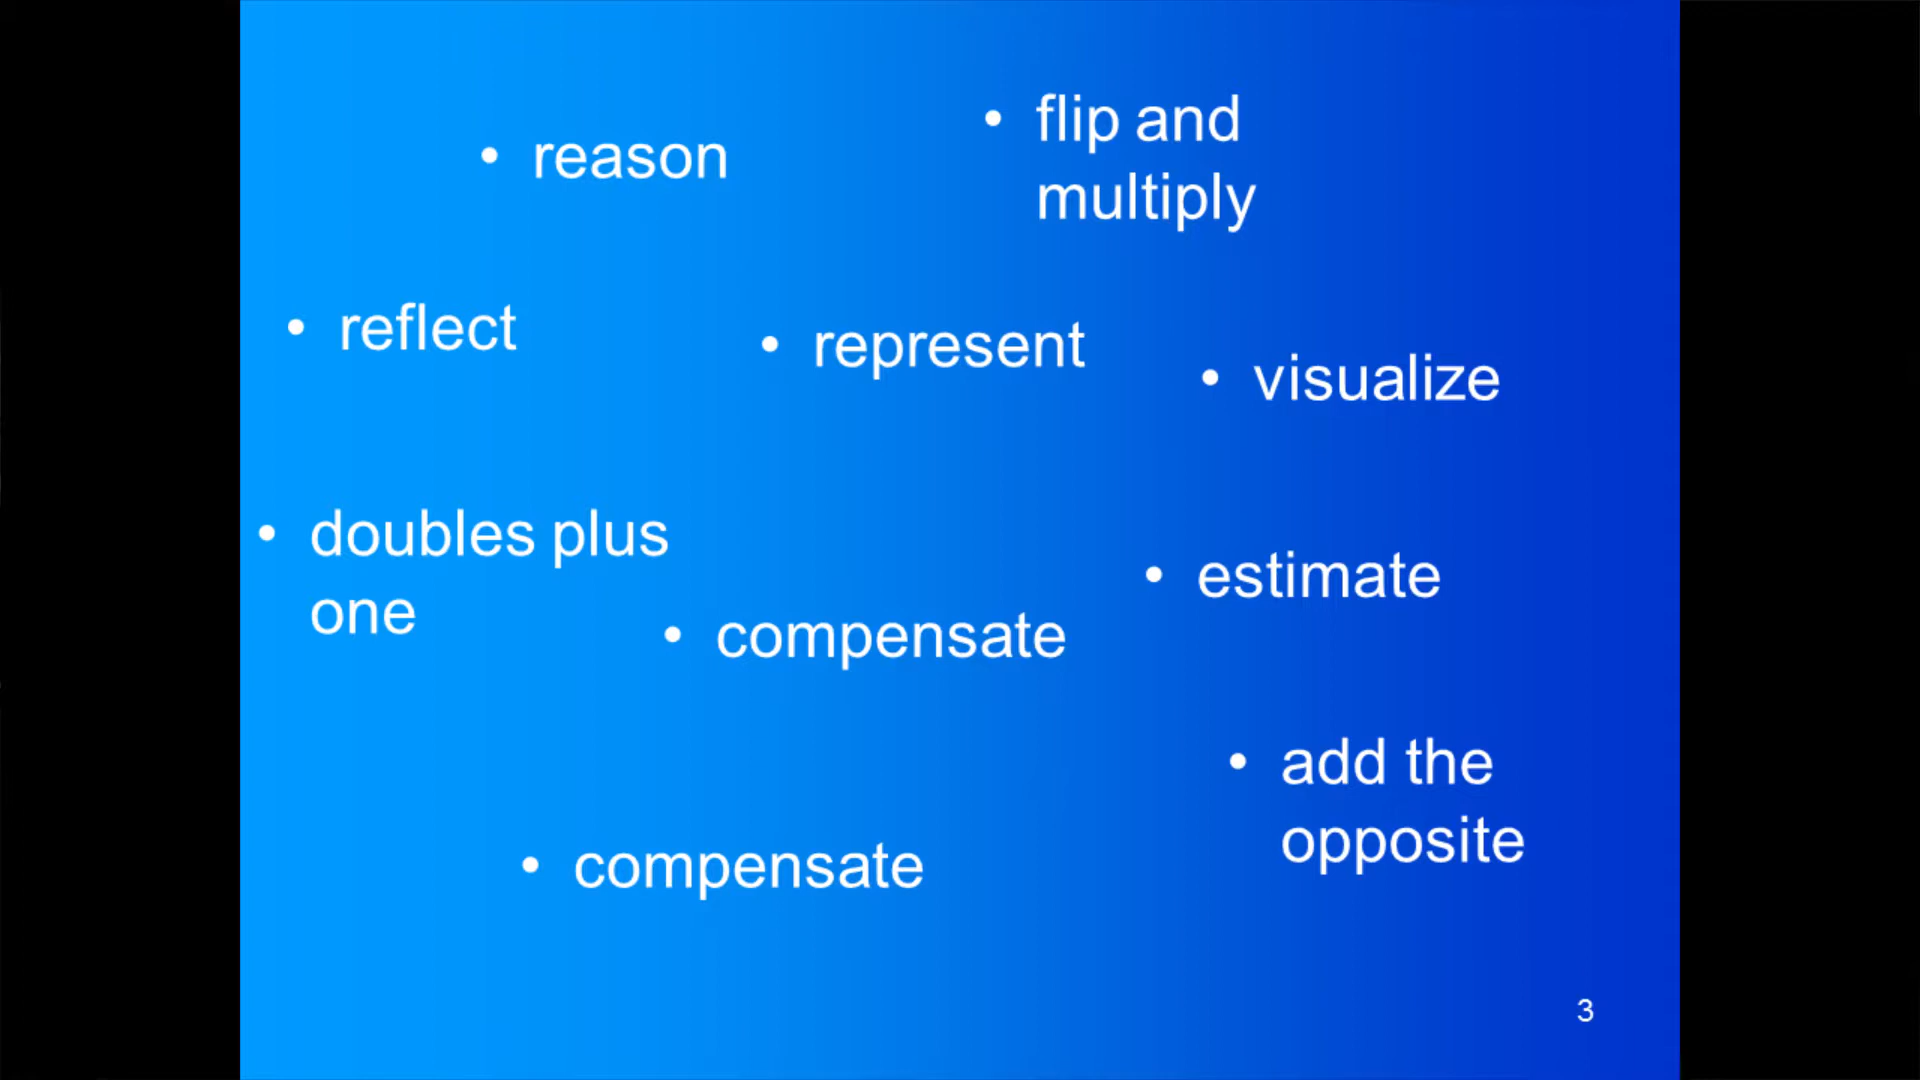 • flip and
multiply
• reason
• reflect
• represent
• visualize
• doubles plus
one
• estimate
• compensate
• add the
opposite
• compensate
3